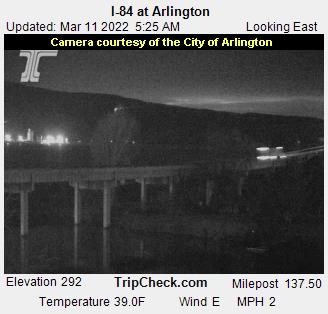 I-84 at Arlington
Updated: Mar 11 2022 5:25 AM Looking East
Camera courtesy of the City of Arlington
Elevation 292 TripCheck.com Milepost 137.50
Temperature 39.0F Wind E MPH 2